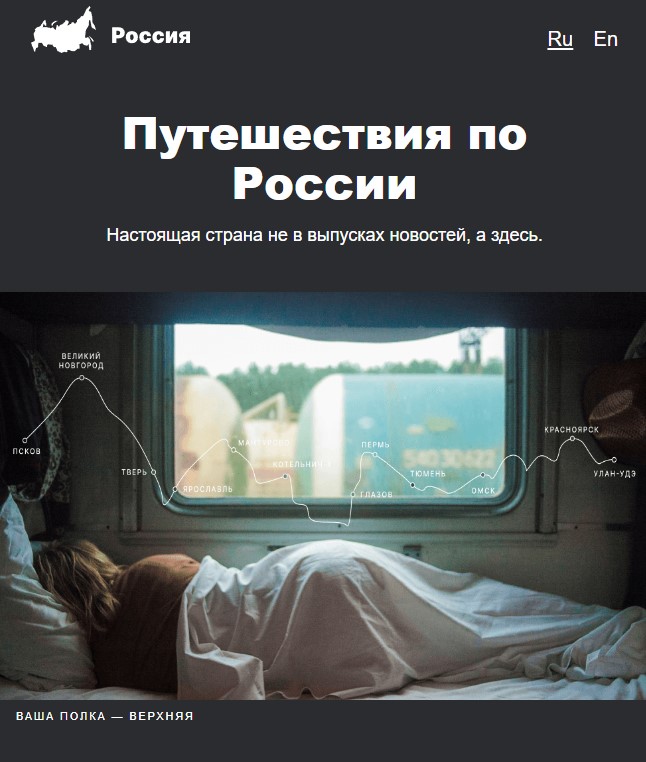 Россия
Ru En
Путешествия по
России
Настоящая страна не в выпусках новостей, а здесь.
ВЕЛИКИЙ
НОВГОРОД
ПСКОВ
ТВЕРЬ
ЯРОСЛАВЛЬ
МАНТУРОВО
КОТЕЛЬНИЧ
ГЛАЗОВ
ПЕРМЬ
ТЮМЕНЬ
ОМСК
КРАСНОЯРСК
УЛАН-УДЭ
ВАША ПОЛКА — ВЕРХНЯЯ